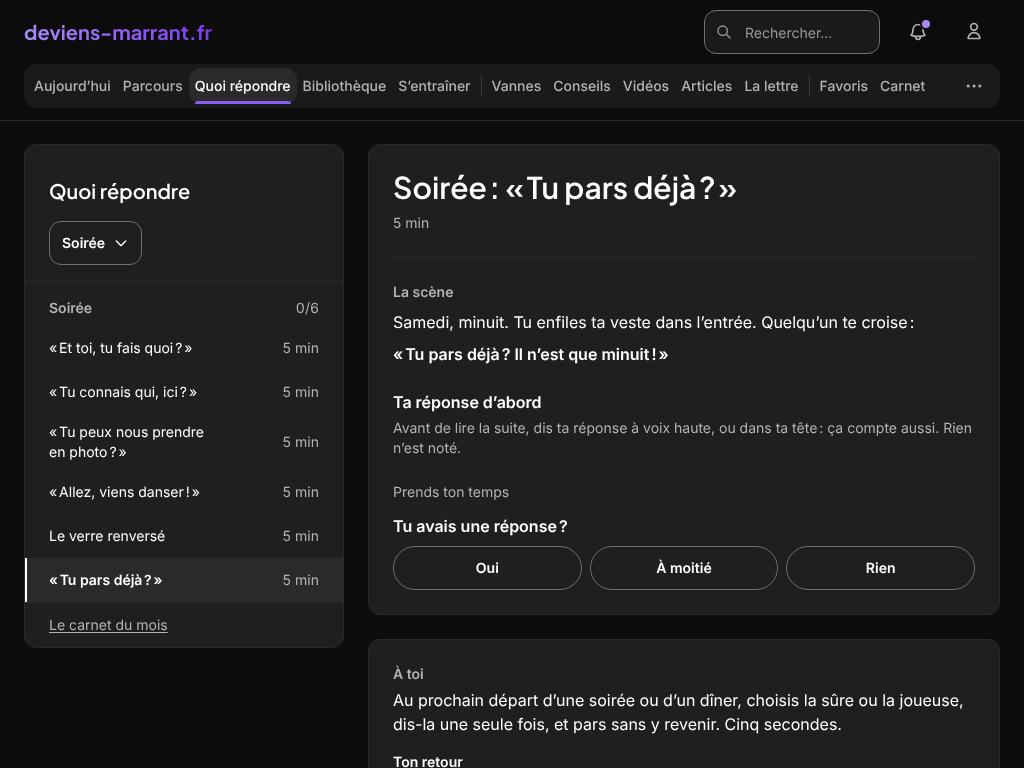 deviens-marrant.fr
Rechercher...
Aujourd’hui Parcours Quoi répondre Bibliothèque S’entraîner Vannes Conseils Vidéos Articles La lettre Favoris Carnet
Quoi répondre
Soirée
Soirée 0/6
« Et toi, tu fais quoi ? » 5 min
« Tu connais qui, ici ? » 5 min
« Tu peux nous prendre
en photo ? » 5 min
« Allez, viens danser ! » 5 min
Le verre renversé 5 min
« Tu pars déjà ? » 5 min
Le carnet du mois
Soirée : « Tu pars déjà ? »
5 min
La scène
Samedi, minuit. Tu enfiles ta veste dans l’entrée. Quelqu’un te croise :
« Tu pars déjà ? Il n’est que minuit ! »
Ta réponse d’abord
Avant de lire la suite, dis ta réponse à voix haute, ou dans ta tête : ça compte aussi. Rien
n’est noté.
Prends ton temps
Tu avais une réponse ?
Oui À moitié Rien
À toi
Au prochain départ d’une soirée ou d’un dîner, choisis la sûre ou la joueuse,
dis-la une seule fois, et pars sans y revenir. Cinq secondes.
Ton retour